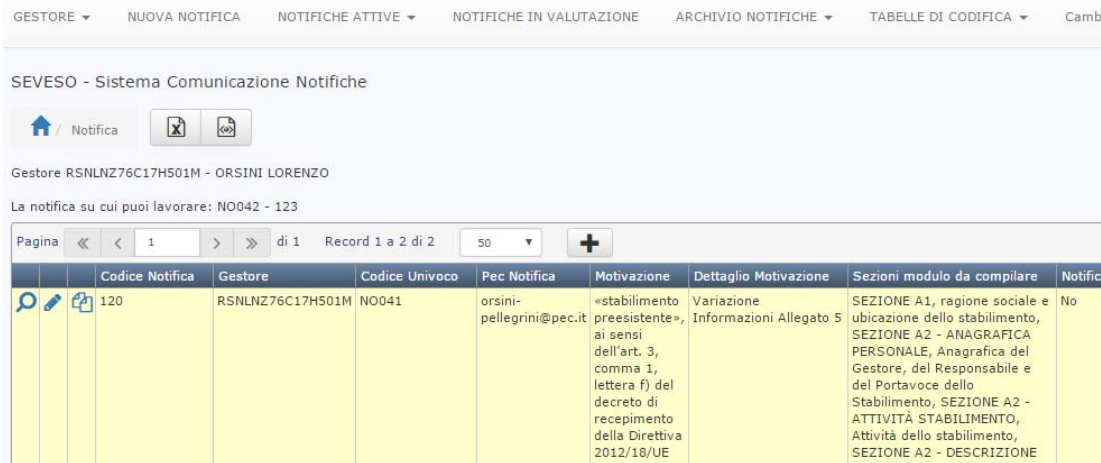 GESTORE NUOVA NOTIFICA NOTIFICHE ATTIVE NOTIFICHE IN VALUTAZIONE ARCHIVIO NOTIFICHE TABELLE DI CODIFICA Camb
SEVESO - Sistema Comunicazione Notifiche
/ Notifica
Gestore RSNLNZ76C17H501M - ORSINI LORENZO
La notifica su cui puoi lavorare: NO042 - 123
Pagina 1 di 1 Record 1 a 2 di 2 50
Codice Notifica Gestore Codice Univoco Pec Notifica Motivazione Dettaglio Motivazione Sezioni modulo da compilare Notific
120
RSNLNZ76C17H501M
NO041
orsini-
pellegrini@pec.it
«stabilimento
preesistente»,
ai sensi
dell'art. 3,
comma 1,
lettera f) del
decreto di
recepimento
della Direttiva
2012/18/UE
Variazione
Informazioni Allegato 5
SEZIONE A1, ragione sociale e
ubicazione dello stabilimento,
SEZIONE A2 - ANAGRAFICA
PERSONALE, Anagrafica del
Gestore, del Responsabile e
del Portavoce dello
Stabilimento, SEZIONE A2 -
ATTIVITÀ STABILIMENTO,
Attività dello stabilimento,
SEZIONE A2 - DESCRIZIONE
No